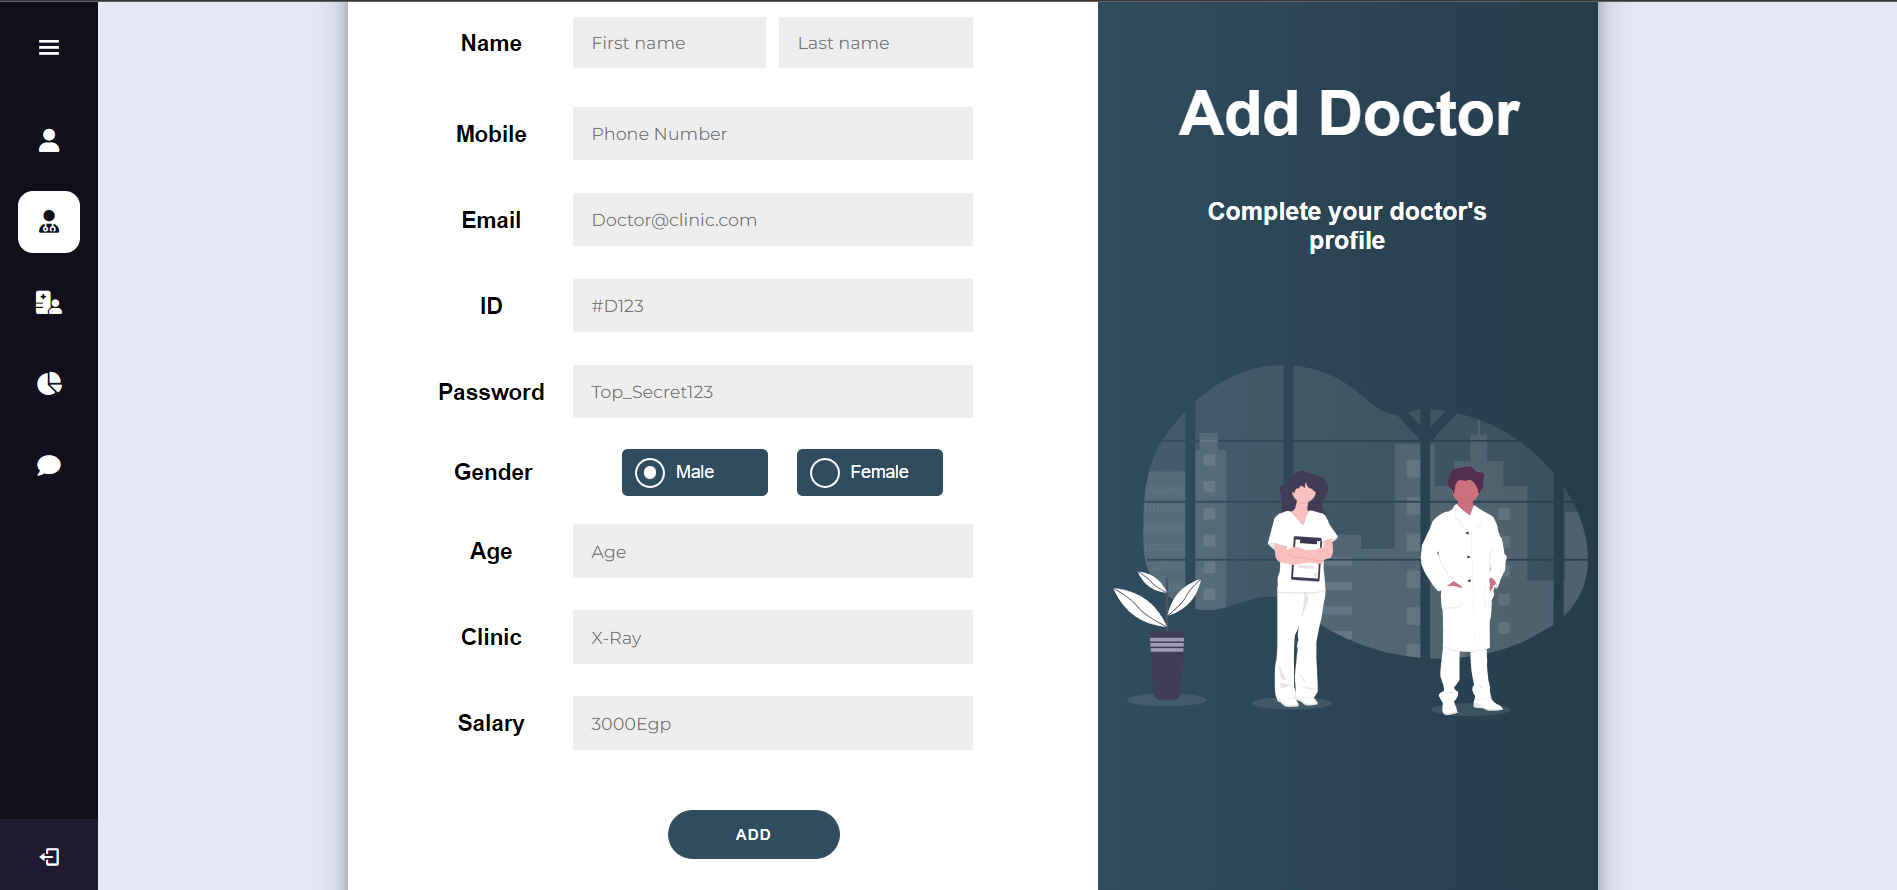 Name First name Last name
Mobile Phone Number
Email Doctor@clinic.com
ID #D123
Password Top_Secret123
Gender Male Female
Age Age
Clinic X-Ray
Salary 3000Egp
ADD
Add Doctor
Complete your doctor's
profile